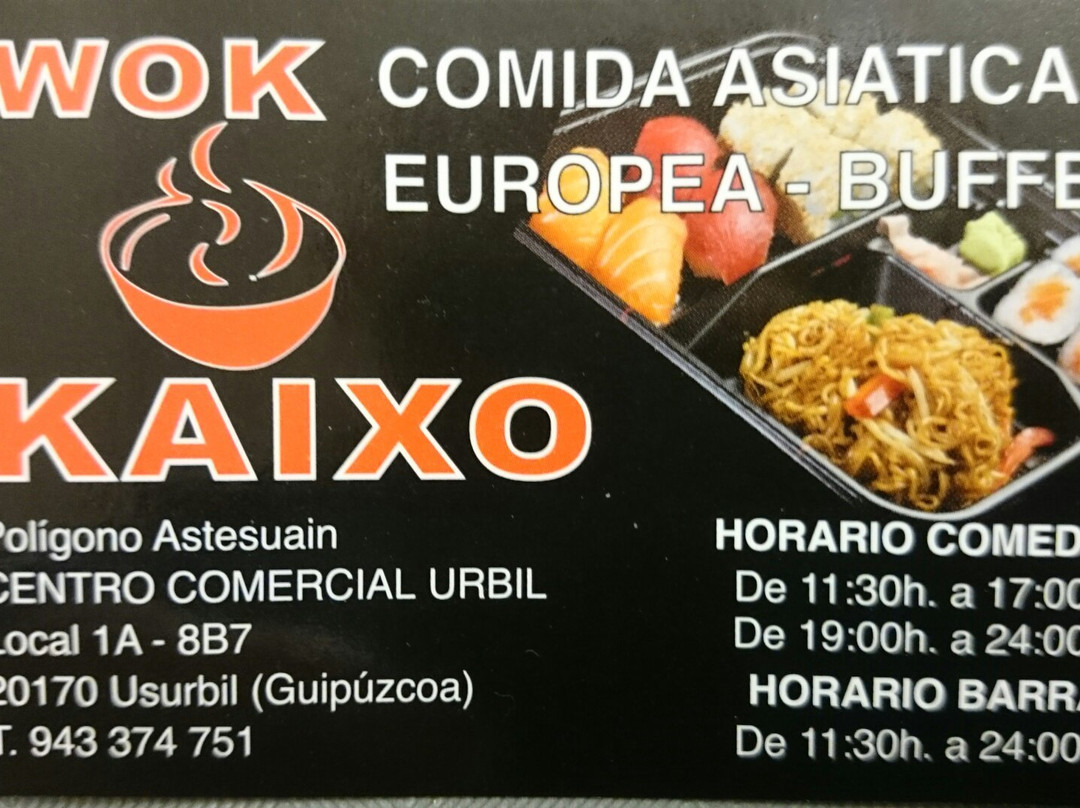 WOK
KAIXO
COMIDA ASIATICA
EUROPEA - BUFFE
Polígono Astesuain
CENTRO COMERCIAL URBIL
Local 1A - 8B7
20170 Usurbil (Guipúzcoa)
T. 943 374 751
HORARIO COMED
De 11:30h. a 17:00
De 19:00h. a 24:00
HORARIO BARRA
De 11:30h. a 24:00